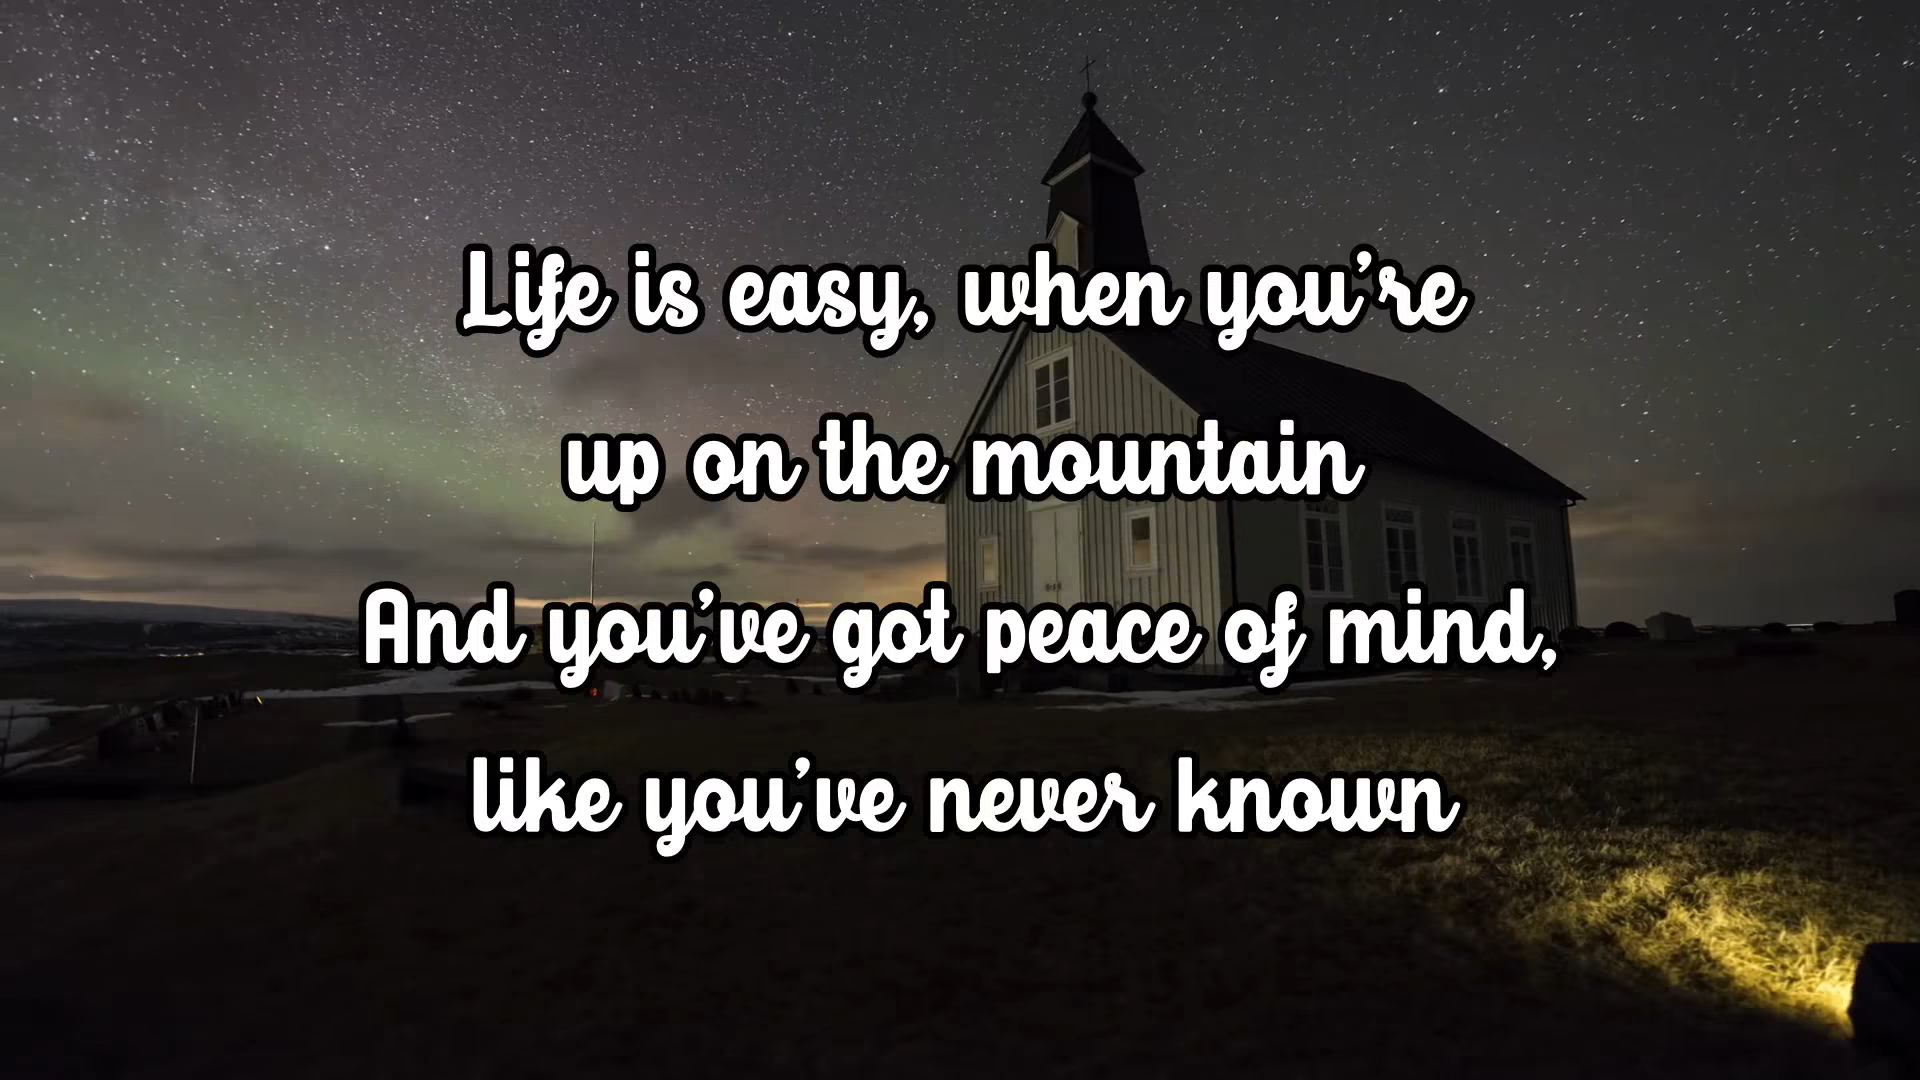 Life is easy, when you're
up on the mountain
And you've got peace of mind,
like you've never known